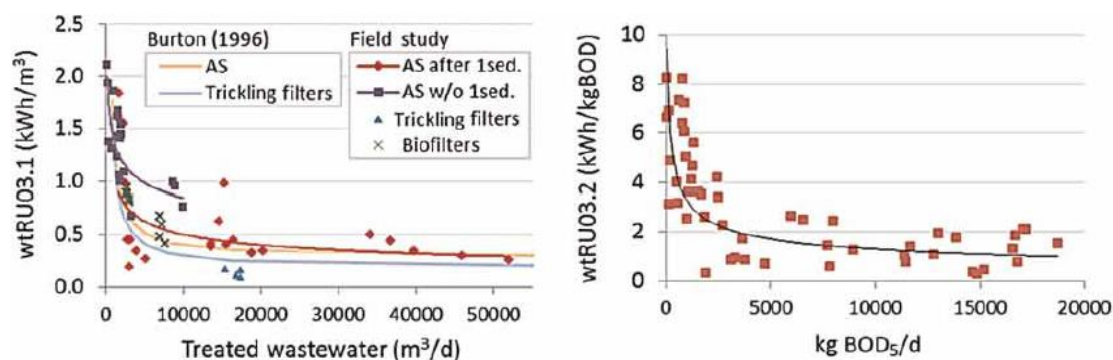 2.5
2.0
1.5
1.0
0.5
0.0
wtRU03.1 (kWh/m³)
Burton (1996)
AS
Trickling filters
Field study
AS after 1sed.
AS w/o 1sed.
Trickling filters
Biofilters
0 10000 20000 30000 40000 50000
Treated wastewater (m³/d)
10
8
6
4
2
0
wtRU03.2 (kWh/kgBOD)
0 5000 10000 15000 20000
kg BOD₅/d